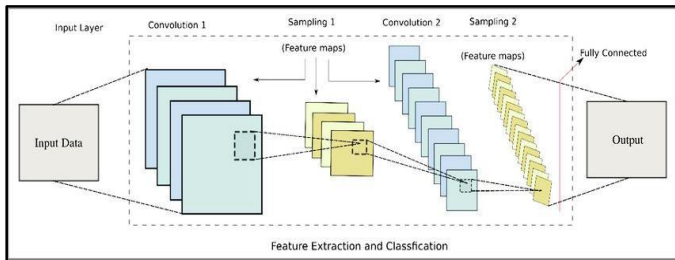 Input Layer
Convolution 1
Sampling 1
Convolution 2
Sampling 2
(Feature maps)
(Feature maps)
Fully Connected
Input Data
Output
Feature Extraction and Classfication